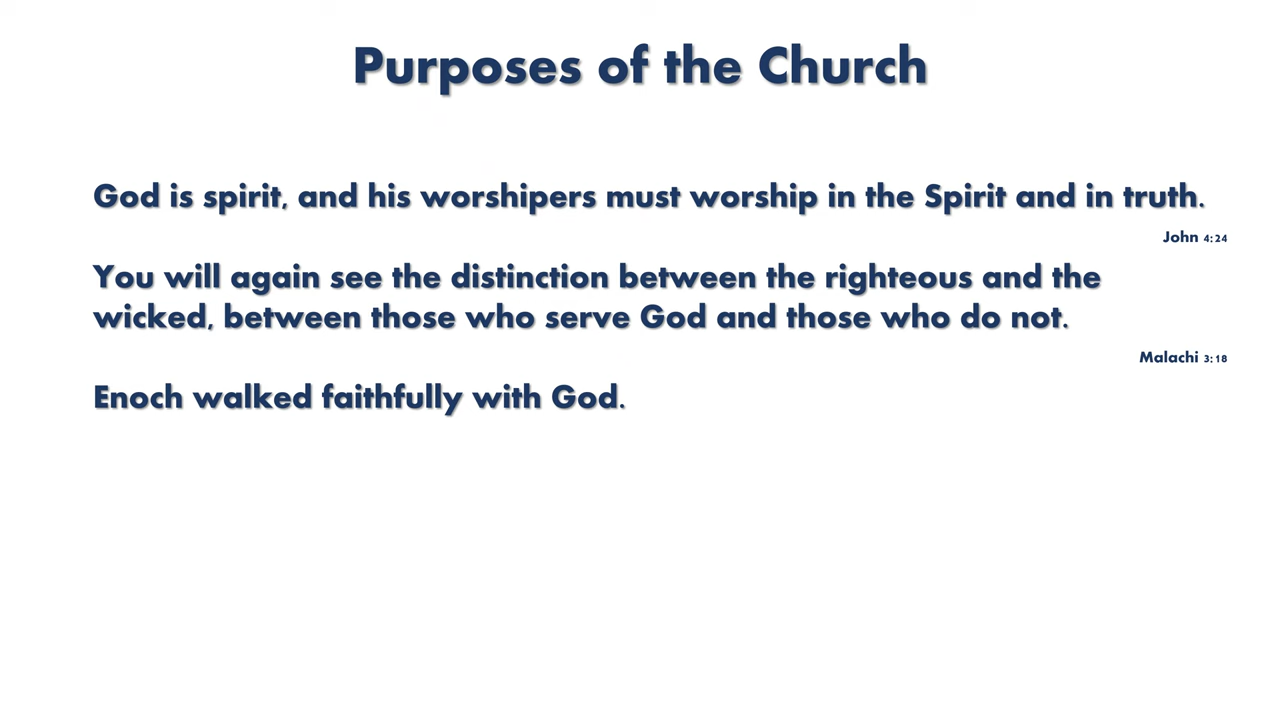 Purposes of the Church
God is spirit, and his worshipers must worship in the Spirit and in truth.
John 4:24
You will again see the distinction between the righteous and the
wicked, between those who serve God and those who do not.
Malachi 3:18
Enoch walked faithfully with God.